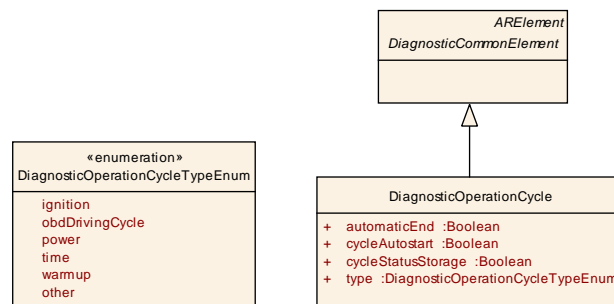 ARElement
DiagnosticCommonElement
«enumeration»
DiagnosticOperationCycleTypeEnum
ignition
obdDrivingCycle
power
time
warmup
other
DiagnosticOperationCycle
+ automaticEnd :Boolean
+ cycleAutostart :Boolean
+ cycleStatusStorage :Boolean
+ type :DiagnosticOperationCycleTypeEnum